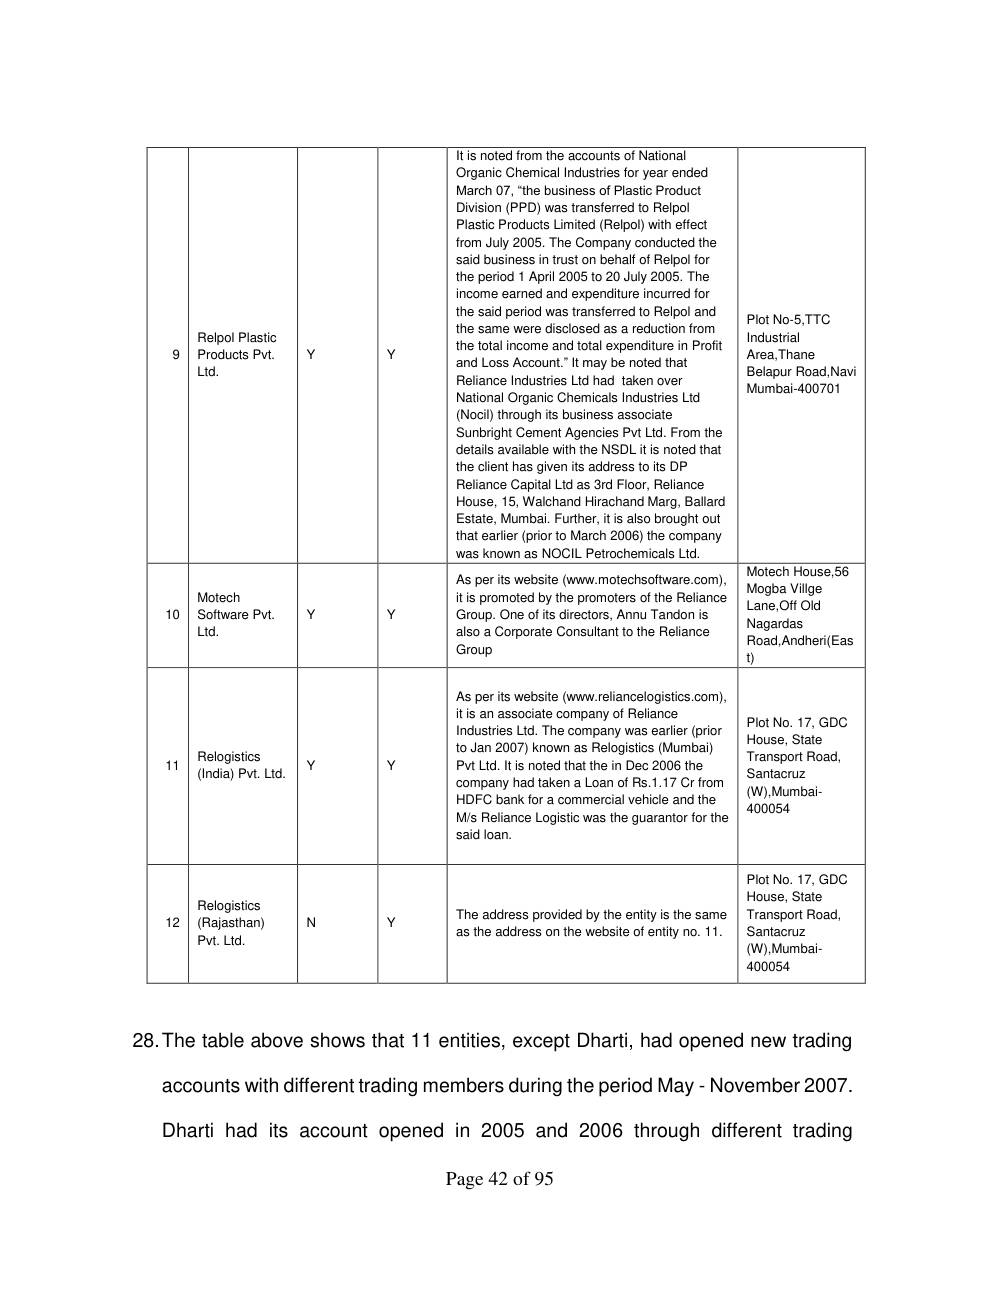 It is noted from the accounts of National
Organic Chemical Industries for year ended
March 07, “the business of Plastic Product
Division (PPD) was transferred to Relpol
Plastic Products Limited (Relpol) with effect
from July 2005. The Company conducted the
said business in trust on behalf of Relpol for
the period 1 April 2005 to 20 July 2005. The
income earned and expenditure incurred for
the said period was transferred to Relpol and
the same were disclosed as a reduction from
the total income and total expenditure in Profit
and Loss Account.” It may be noted that
Reliance Industries Ltd had  taken over
National Organic Chemicals Industries Ltd
(Nocil) through its business associate
Sunbright Cement Agencies Pvt Ltd. From the
details available with the NSDL it is noted that
the client has given its address to its DP
Reliance Capital Ltd as 3rd Floor, Reliance
House, 15, Walchand Hirachand Marg, Ballard
Estate, Mumbai. Further, it is also brought out
that earlier (prior to March 2006) the company
was known as NOCIL Petrochemicals Ltd.
9
Relpol Plastic
Products Pvt.
Ltd.
Y
Y
Plot No-5,TTC
Industrial
Area,Thane
Belapur Road,Navi
Mumbai-400701
10
Motech
Software Pvt.
Ltd.
Y
Y
As per its website (www.motechsoftware.com),
it is promoted by the promoters of the Reliance
Group. One of its directors, Annu Tandon is
also a Corporate Consultant to the Reliance
Group
Motech House,56
Mogba Villge
Lane,Off Old
Nagardas
Road,Andheri(Eas
t)
11
Relogistics
(India) Pvt. Ltd.
Y
Y
As per its website (www.reliancelogistics.com),
it is an associate company of Reliance
Industries Ltd. The company was earlier (prior
to Jan 2007) known as Relogistics (Mumbai)
Pvt Ltd. It is noted that the in Dec 2006 the
company had taken a Loan of Rs.1.17 Cr from
HDFC bank for a commercial vehicle and the
M/s Reliance Logistic was the guarantor for the
said loan.
Plot No. 17, GDC
House, State
Transport Road,
Santacruz
(W),Mumbai-
400054
12
Relogistics
(Rajasthan)
Pvt. Ltd.
N
Y
The address provided by the entity is the same
as the address on the website of entity no. 11.
Plot No. 17, GDC
House, State
Transport Road,
Santacruz
(W),Mumbai-
400054
28. The table above shows that 11 entities, except Dharti, had opened new trading
accounts with different trading members during the period May - November 2007.
Dharti had its account opened in 2005 and 2006 through different trading
Page 42 of 95